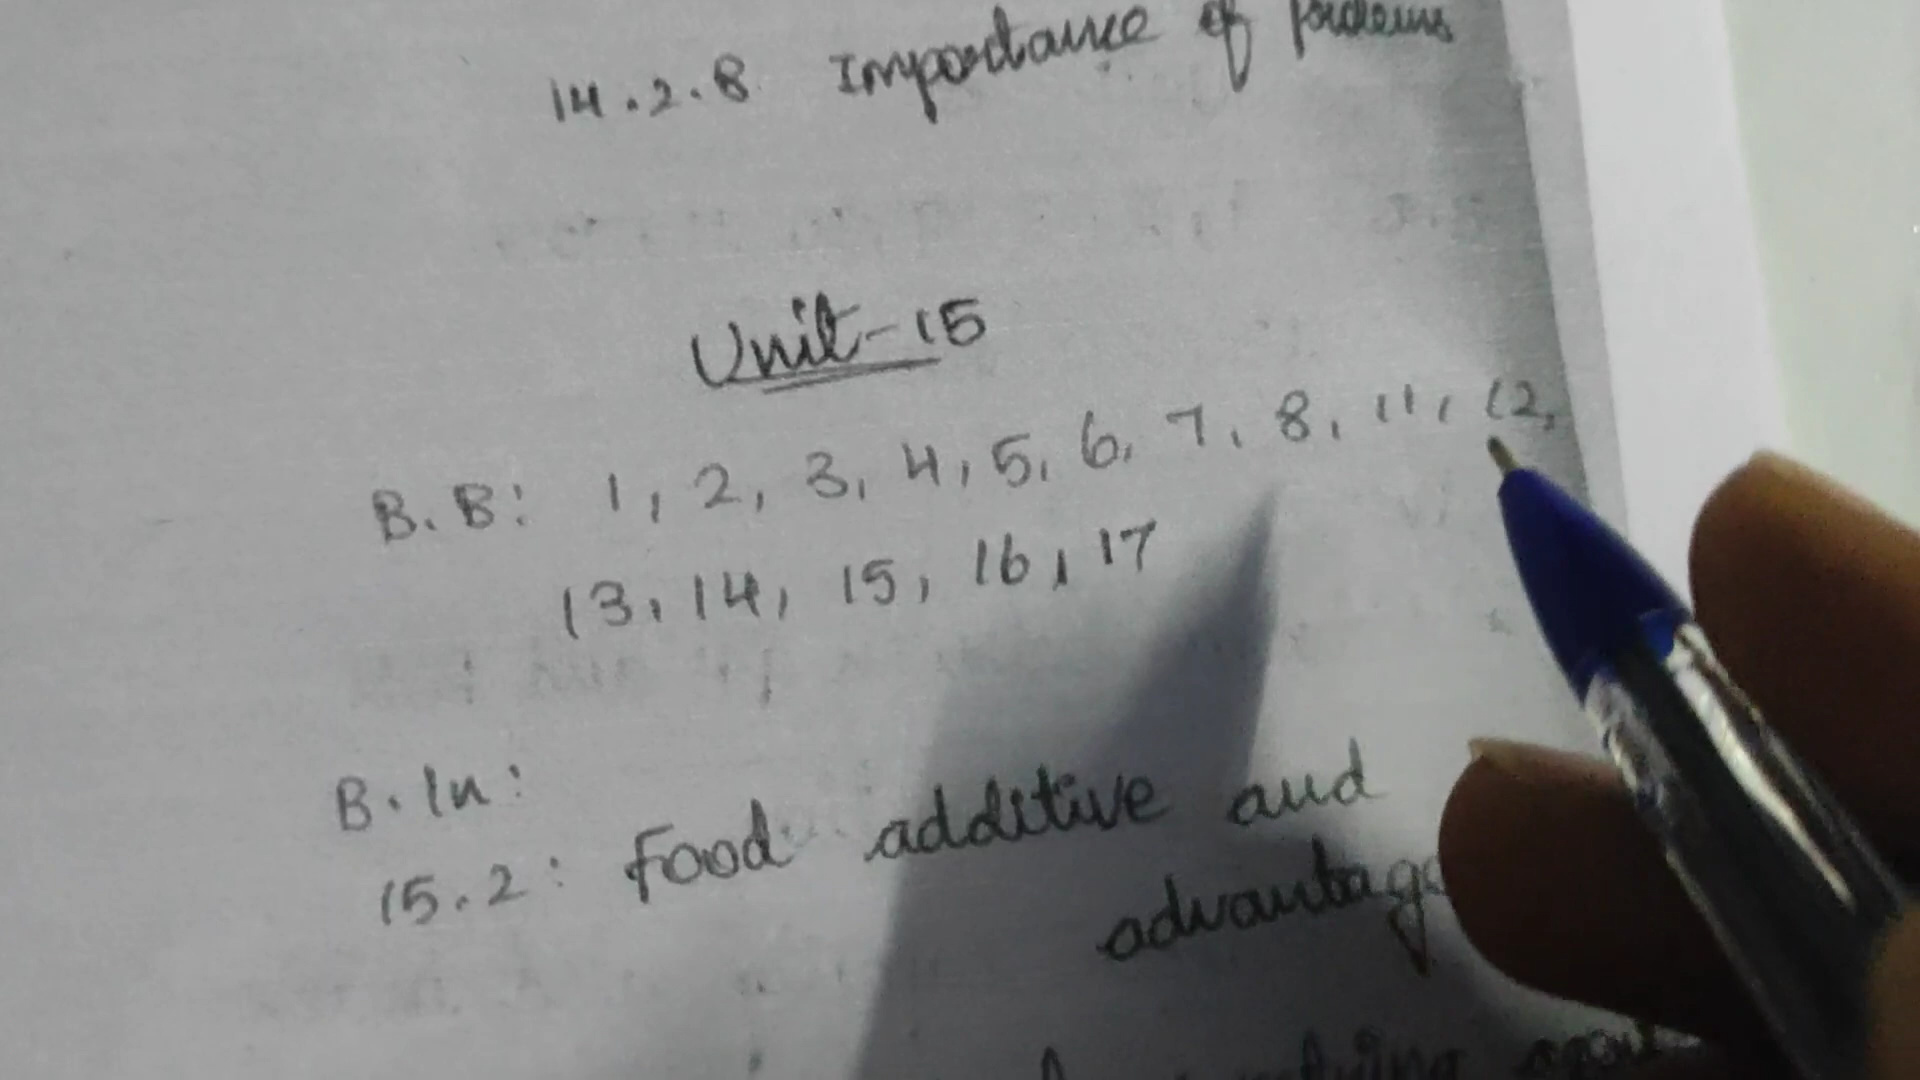 14.2.8 Importance of Proteins
Unit-15
B.B: 1, 2, 3, 4, 5, 6, 7, 8, 11, 12,
13, 14, 15, 16, 17
B.In:
15.2: Food additive and
advantage